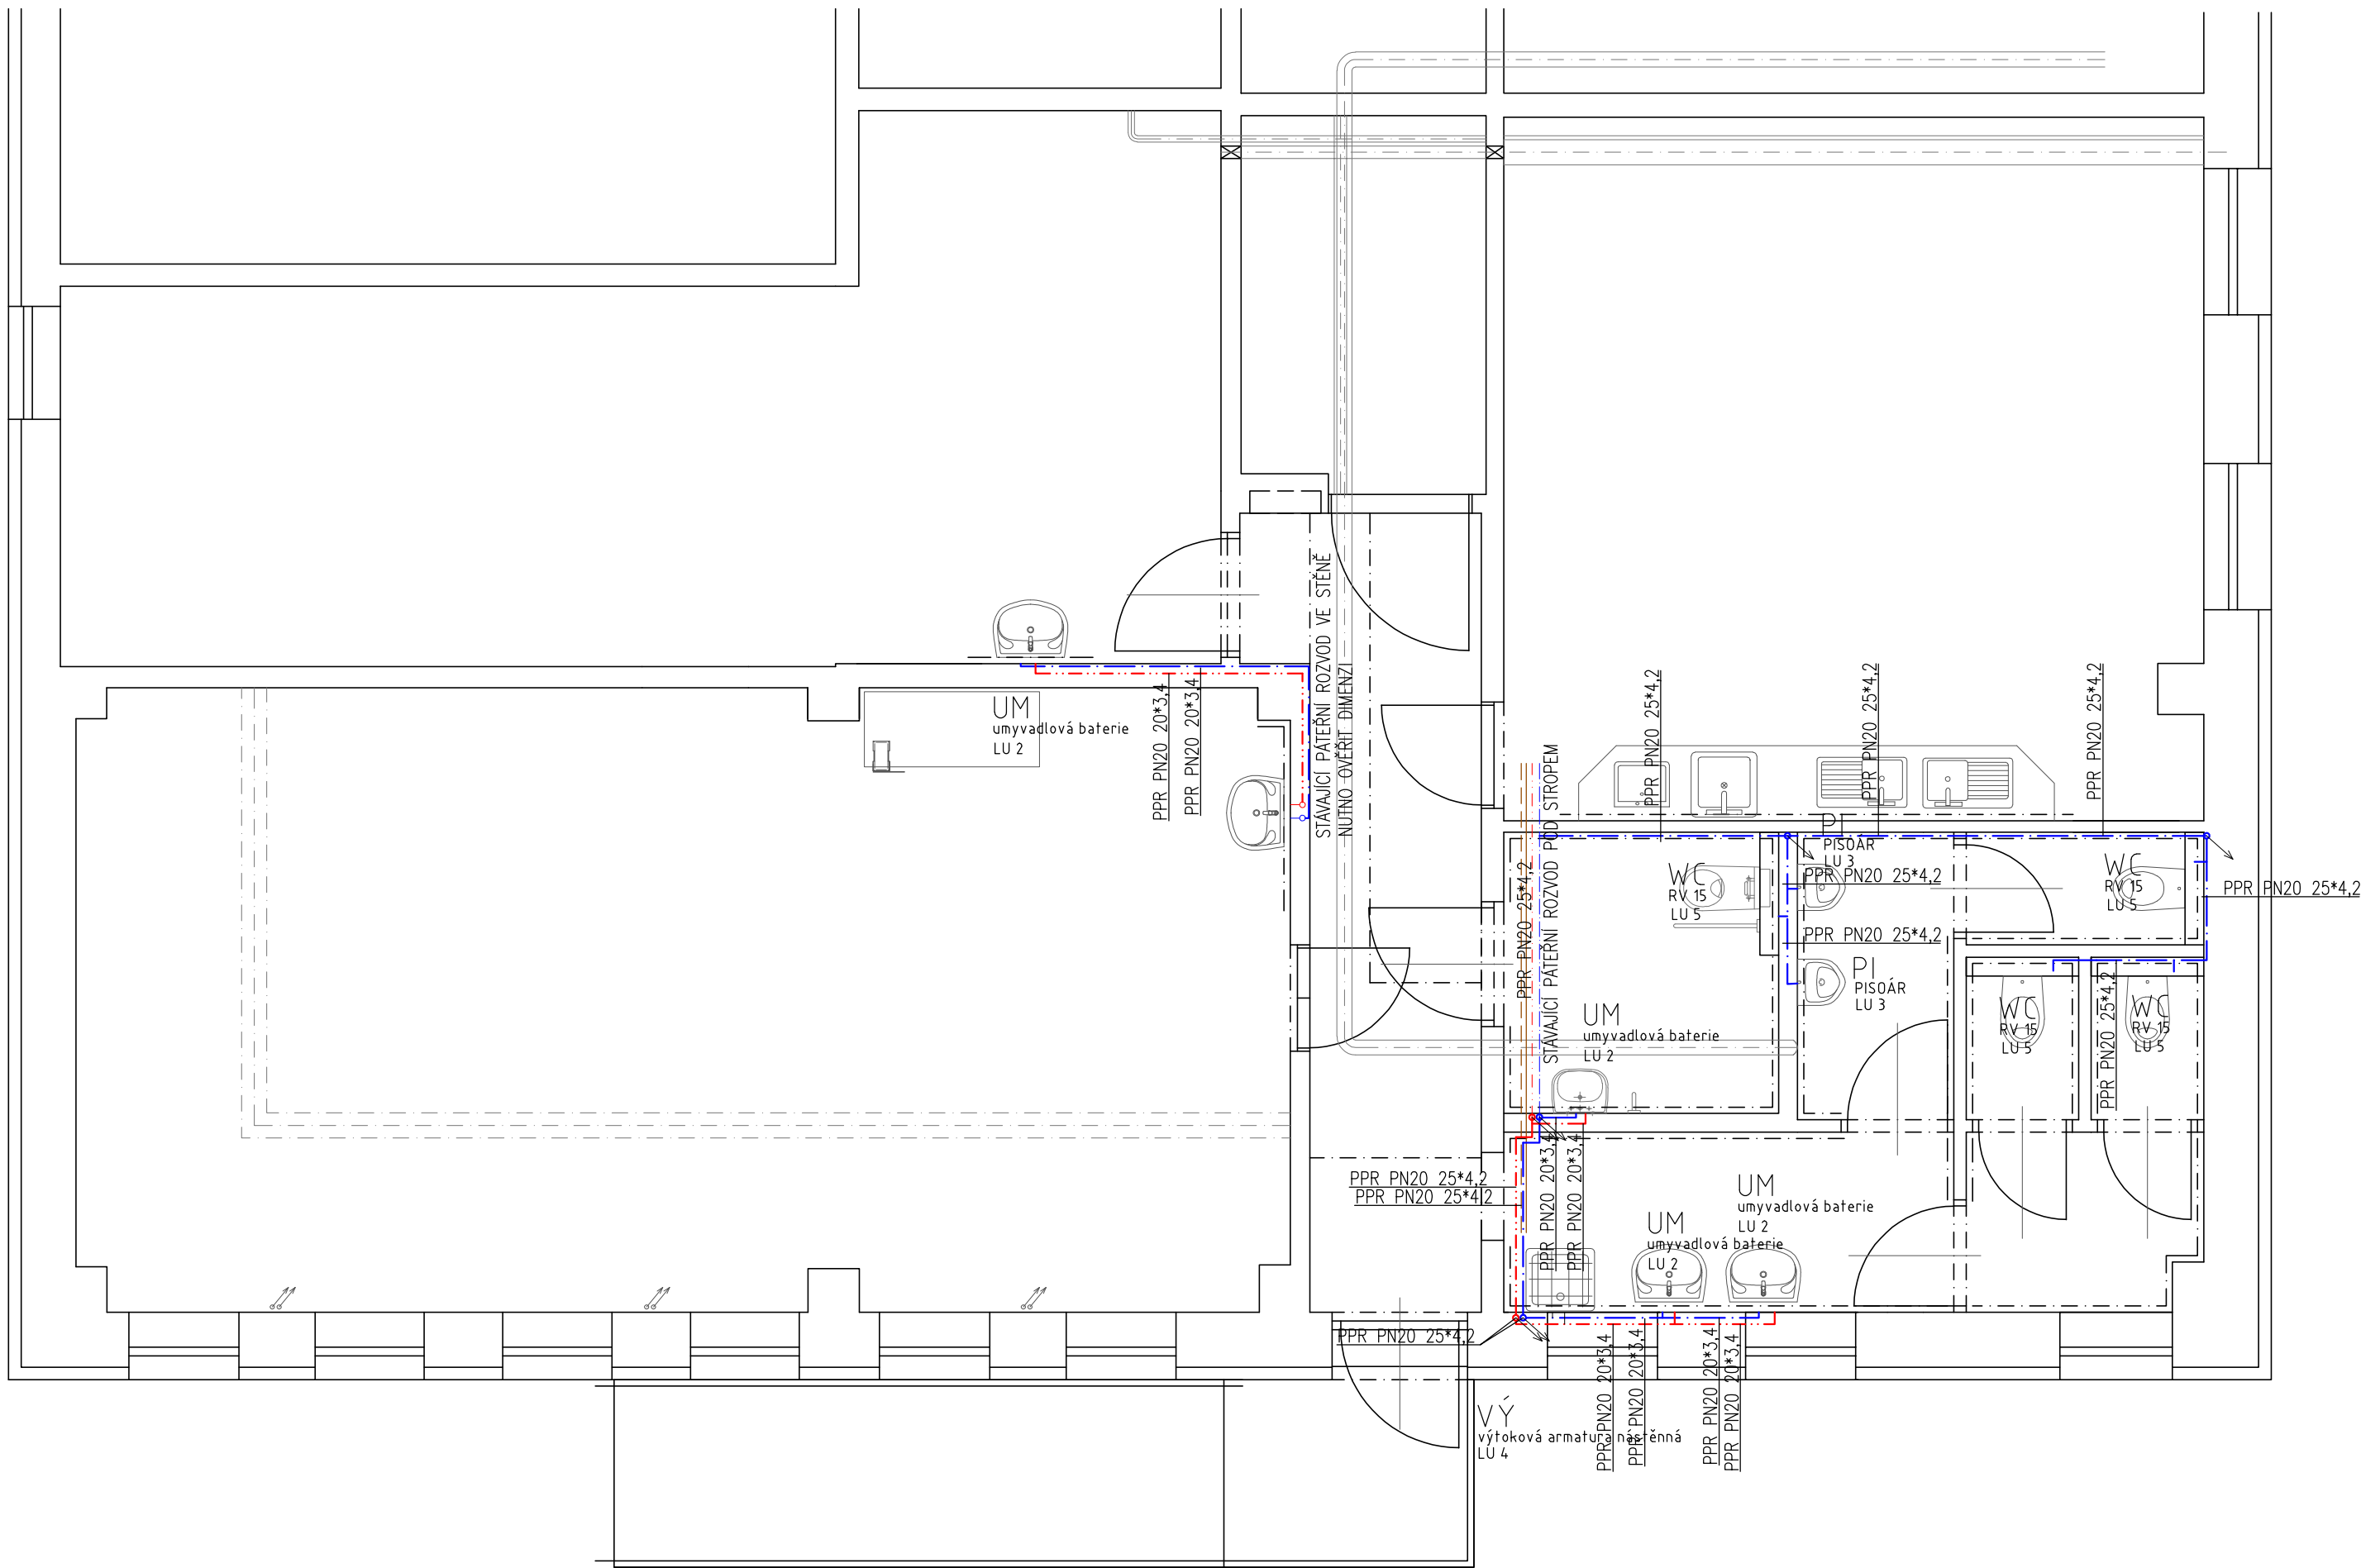 STÁVAJÍCÍ PÁTEŘNÍ ROZVOD VE STĚNĚ
NUTNO OVĚŘIT DIMENZI
UM
umyvadlová baterie
LU 2
PPR PN20 20*3,4
PPR PN20 20*3,4
PPR PN20 25*4,2
PPR PN20 25*4,2
PPR PN20 25*4,2
STÁVAJÍCÍ PÁTEŘNÍ ROZVOD POD STROPEM
PPR PN20 25*4,2
PI
PISOÁR
LU 3
PPR PN20 25*4,2
WC
RV 15
LU 5
WC
RV 15
LU 5
PPR PN20 25*4,2
PPR PN20 25*4,2
PI
PISOÁR
LU 3
UM
umyvadlová baterie
LU 2
WC
RV 15
LU 5
PPR PN20 25*4,2
WC
RV 15
LU 5
PPR PN20 25*4,2
PPR PN20 25*4,2
PPR PN20 20*3,4
PPR PN20 20*3,4
UM
umyvadlová baterie
LU 2
UM
umyvadlová baterie
LU 2
PPR PN20 25*4,2
PPR PN20 20*3,4
PPR PN20 20*3,4
PPR PN20 20*3,4
PPR PN20 20*3,4
VÝ
výtoková armatura nástěnná
LU 4